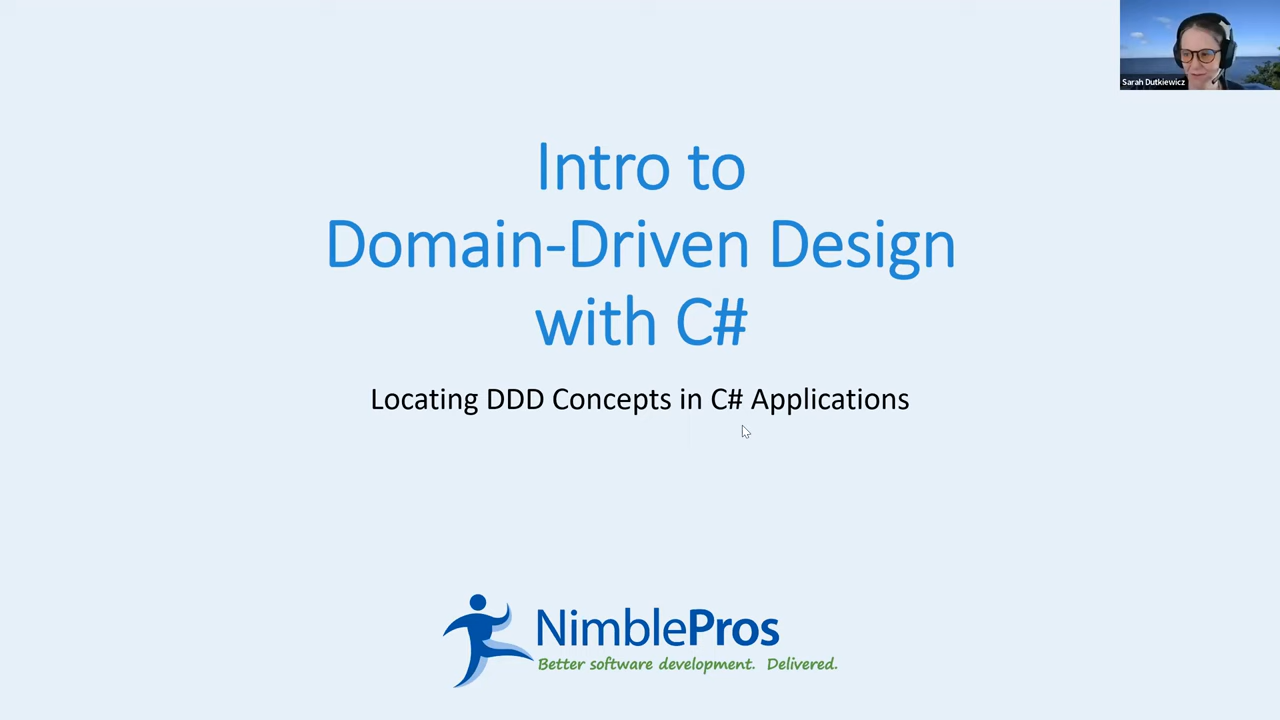 Sarah Dutkiewicz
Intro to
Domain-Driven Design
with C#
Locating DDD Concepts in C# Applications
NimblePros
Better software development. Delivered.